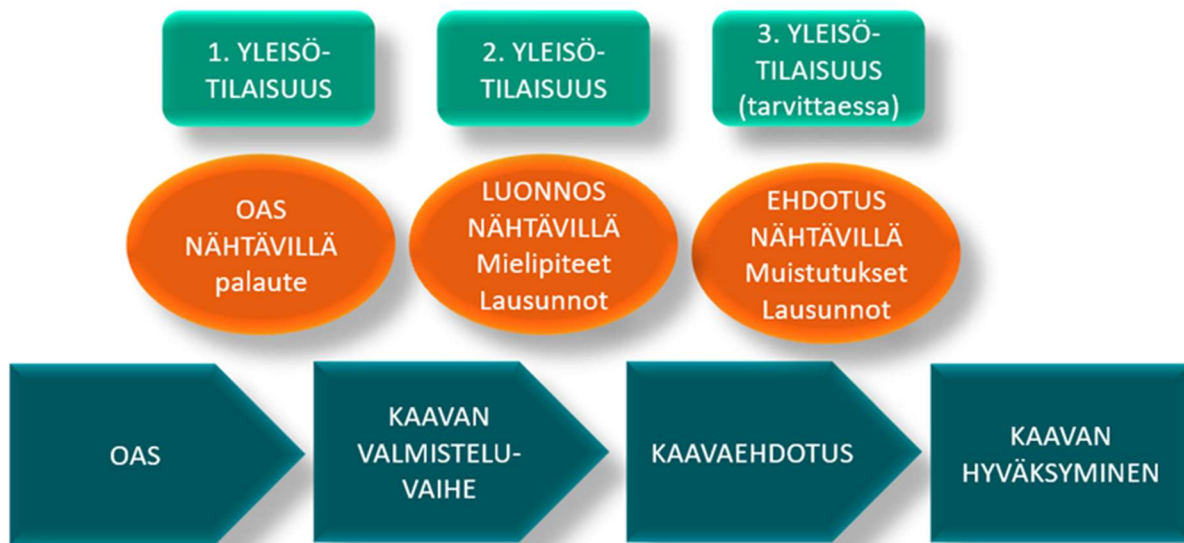 1. YLEISÖ-
TILAISUUS
2. YLEISÖ-
TILAISUUS
3. YLEISÖ-
TILAISUUS
(tarvittaessa)
OAS
NÄHTÄVILLÄ
palaute
LUONNOS
NÄHTÄVILLÄ
Mielipiteet
Lausunnot
EHDOTUS
NÄHTÄVILLÄ
Muistutukset
Lausunnot
OAS
KAAVAN
VALMISTELU-
VAIHE
KAAVAEHDOTUS
KAAVAN
HYVÄKSYMINEN